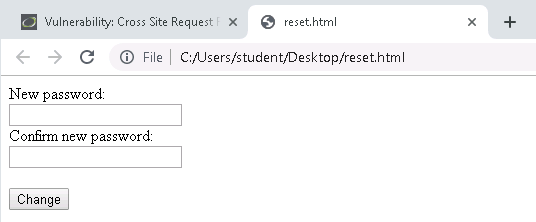 Vulnerability: Cross Site Request
reset.html
File
C:/Users/student/Desktop/reset.html
New password:
Confirm new password:
Change